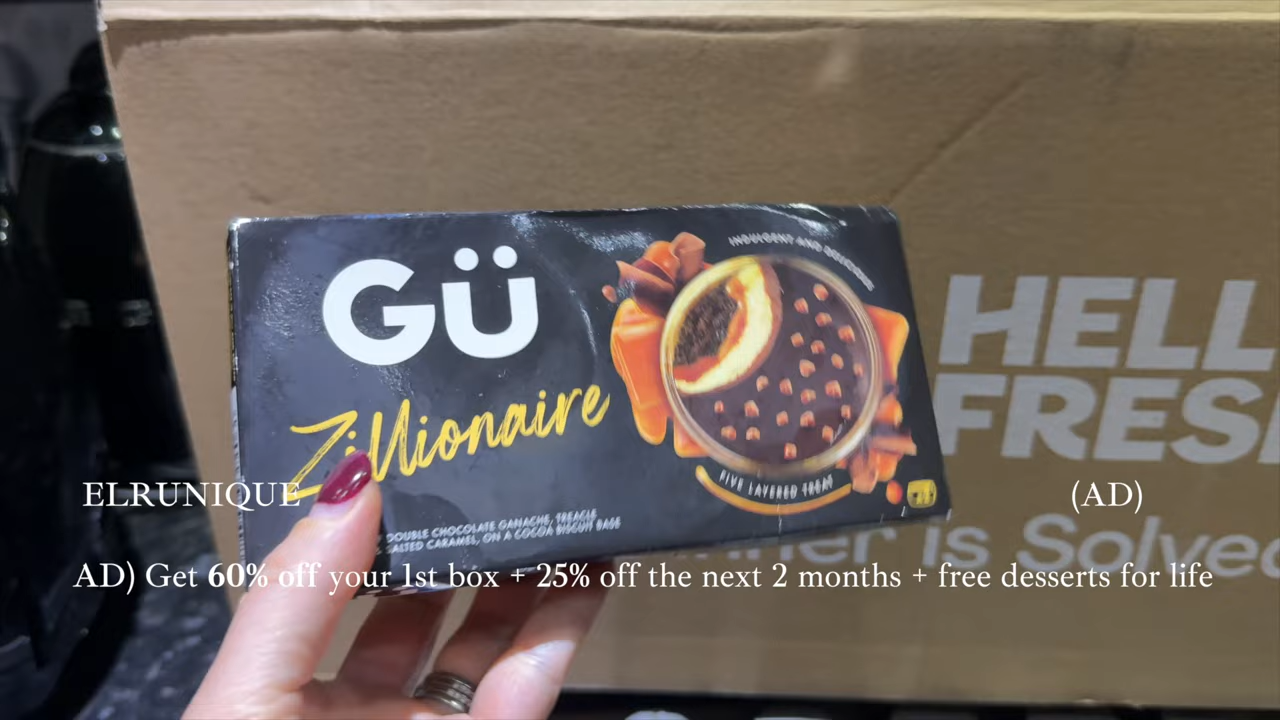 INDULGENT AND DELICIOUS
GÜ
Zillionaire
HELL
FRES
FIVE LAYERED TREAT
ELRUNIQUE
(AD)
DOUBLE CHOCOLATE GANACHE, TREACLE
SALTED CARAMEL, ON A COCOA BISCUIT BASE
is Solve
AD) Get 60% off your 1st box + 25% off the next 2 months + free desserts for life